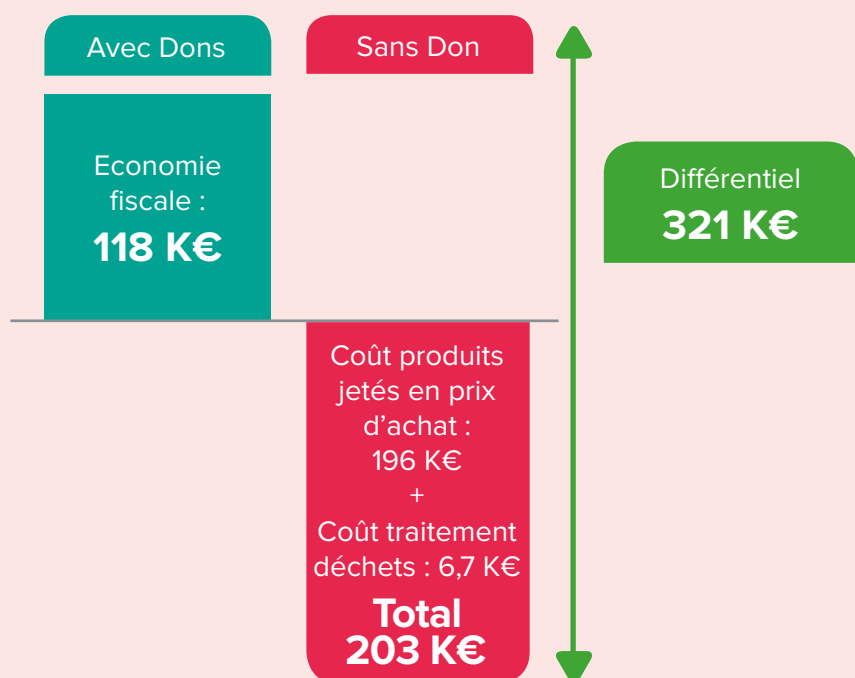 Avec Dons
Sans Don
Economie
fiscale :
118 K€
Différentiel
321 K€
Coût produits
jetés en prix
d’achat :
196 K€
+
Coût traitement
déchets : 6,7 K€
Total
203 K€